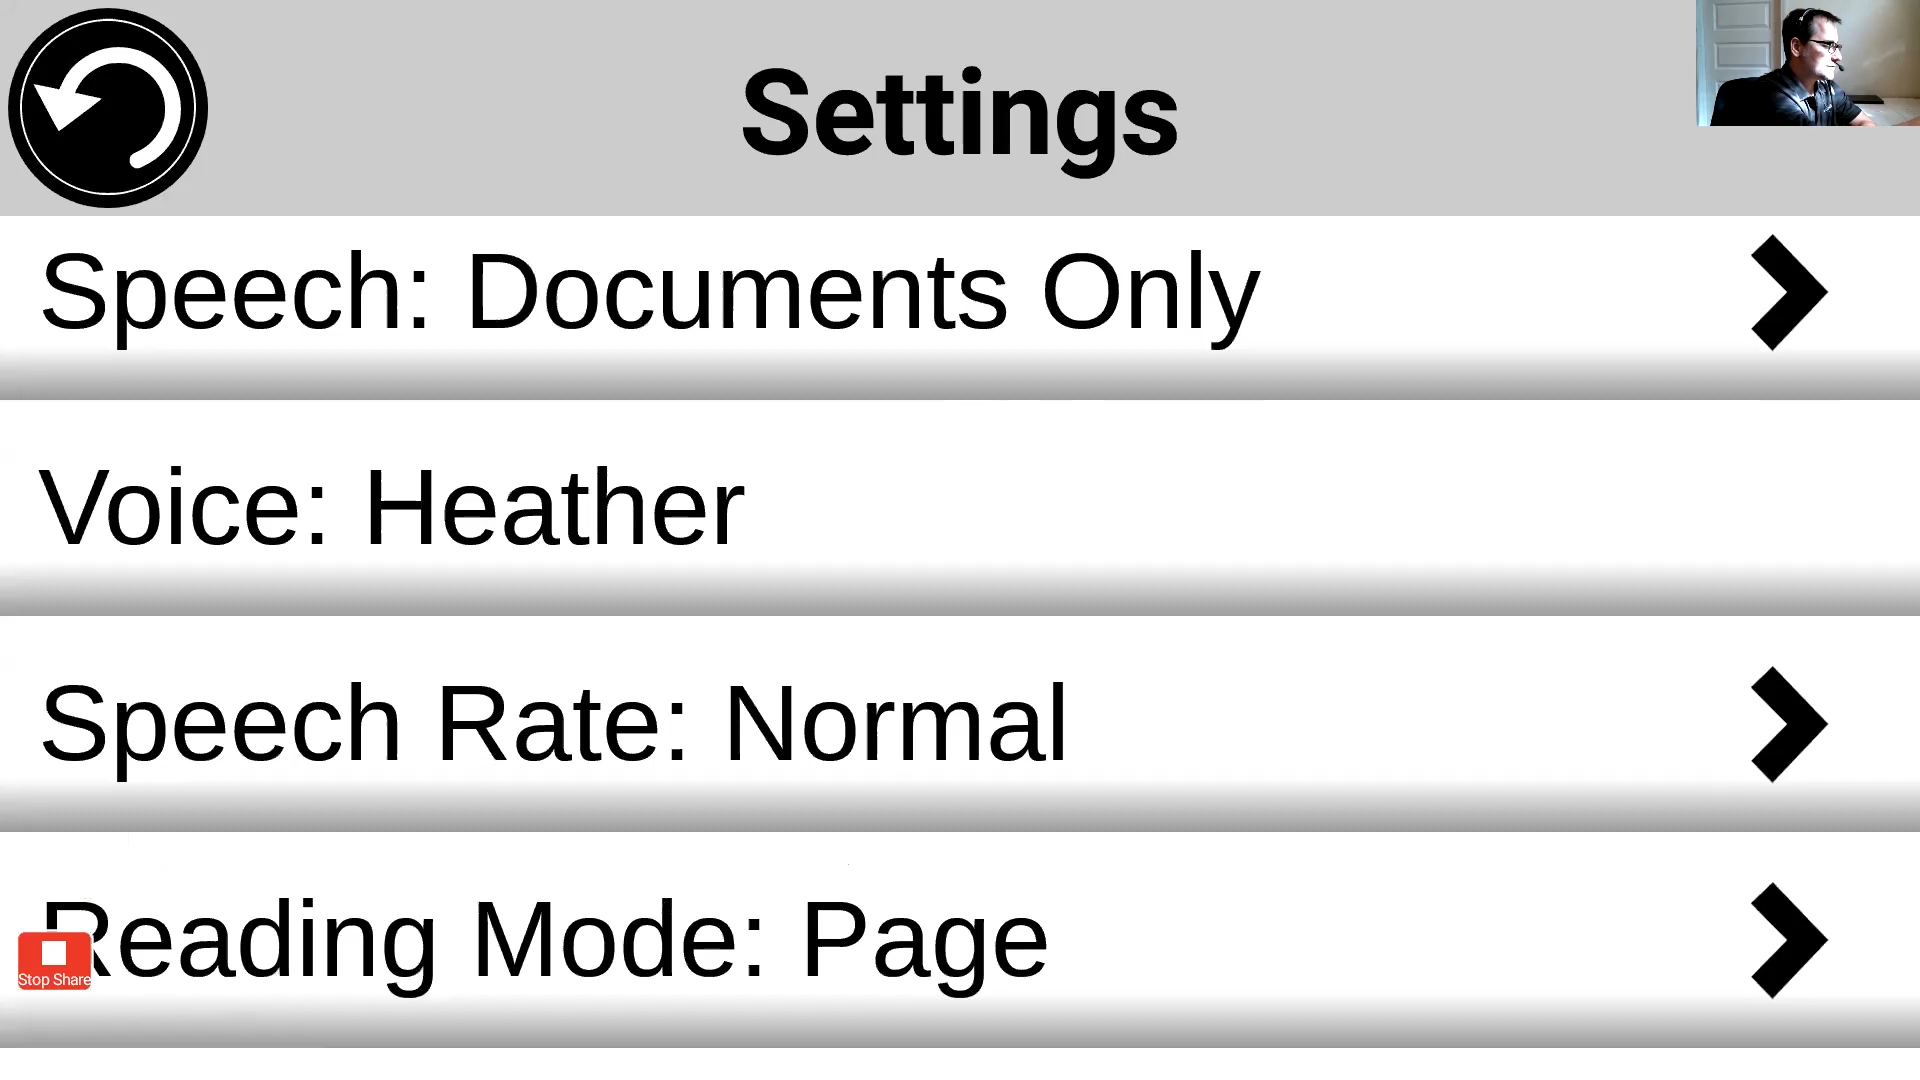 Settings
Speech: Documents Only
Voice: Heather
Speech Rate: Normal
Reading Mode: Page
Stop Share